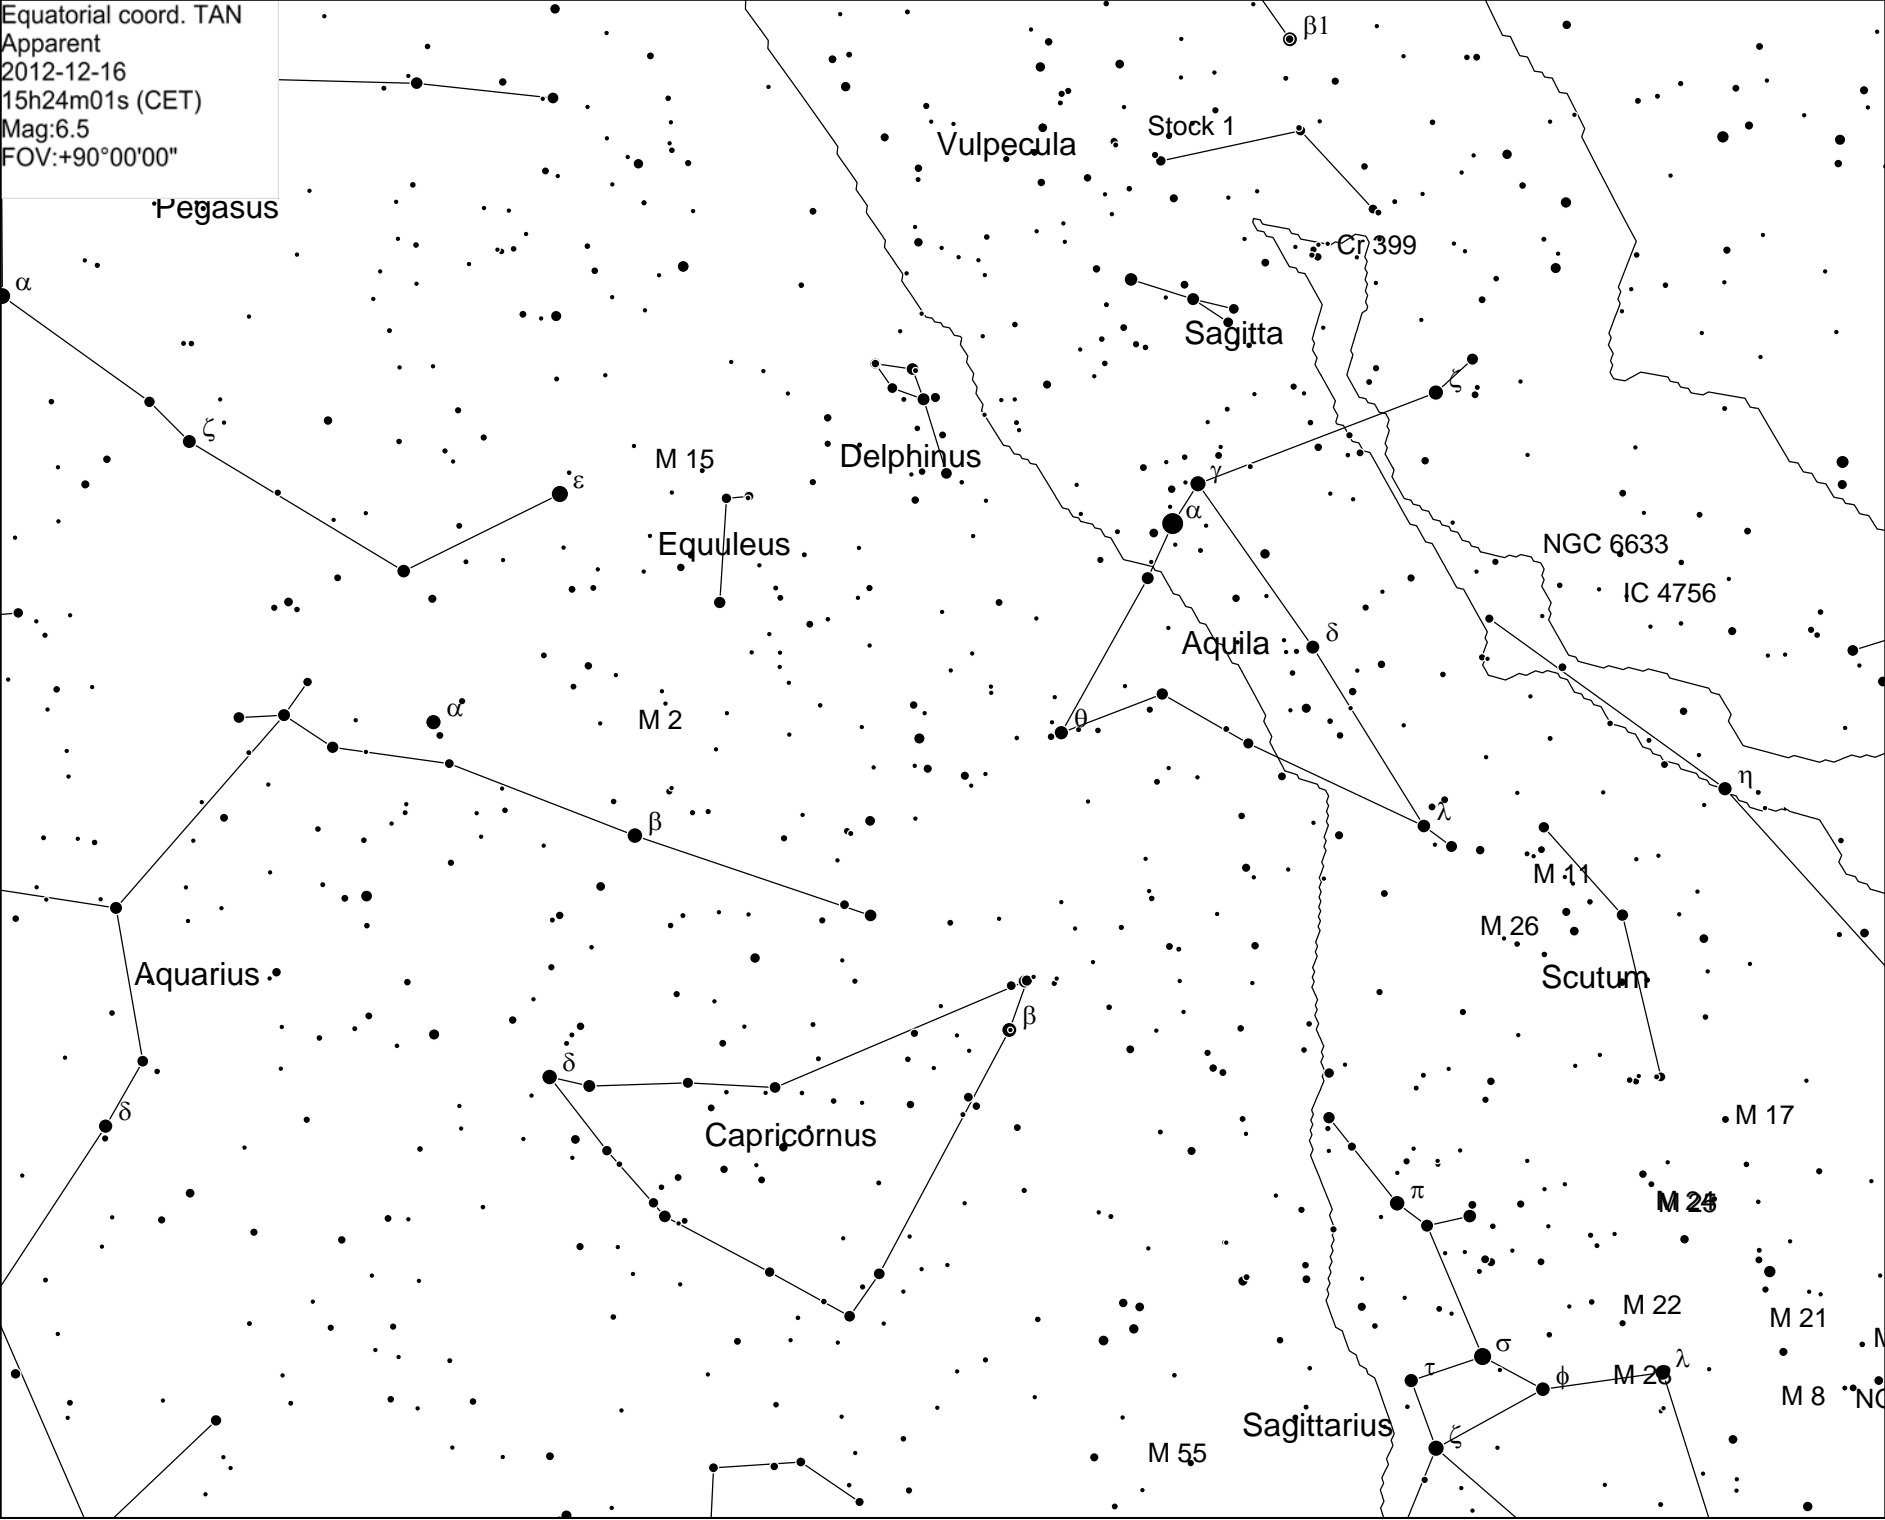 Equatorial coord. TAN
Apparent
2012-12-16
15h24m01s (CET)
Mag:6.5
FOV:+90°00'00"
β1
Stock 1
Vulpecula
Pegasus
Cr 399
α
Sagitta
ζ
ζ
Delphinus
M 15
γ
ε
α
Equuleus
NGC 6633
IC 4756
Aquila
δ
α
M 2
θ
η
β
λ
M 11
M 26
Aquarius
Scutum
β
δ
δ
M 17
Capricornus
π
M 24
M 22
M 21
σ
τ
φ
λ
M 28
M 8
Sagittarius
ζ
M 55